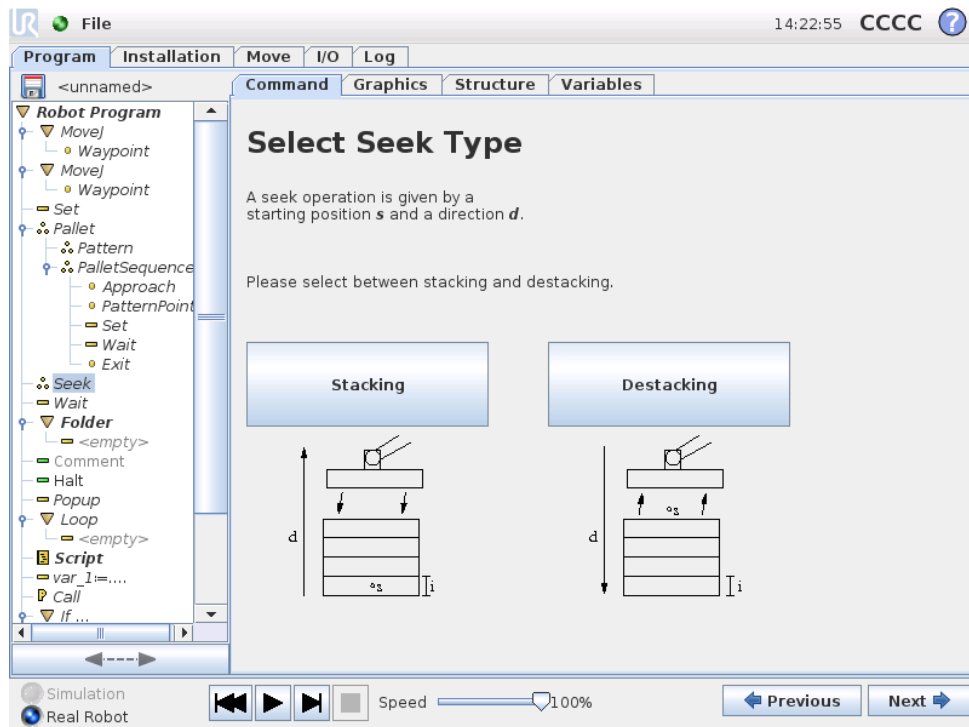 UR File 14:22:55 CCCC ?
Program Installation Move I/O Log
<unnamed> Command Graphics Structure Variables
Robot Program
MoveJ
Waypoint
MoveJ
Waypoint
Set
Pallet
Pattern
PalletSequence
Approach
PatternPoint
Set
Wait
Exit
Seek
Wait
Folder
<empty>
Comment
Halt
Popup
Loop
<empty>
Script
var_1:=....
Call
If ...
Select Seek Type
A seek operation is given by a
starting position s and a direction d.
Please select between stacking and destacking.
Stacking Destacking
s
d d
s i i
Simulation
Real Robot
Speed 100%
Previous Next